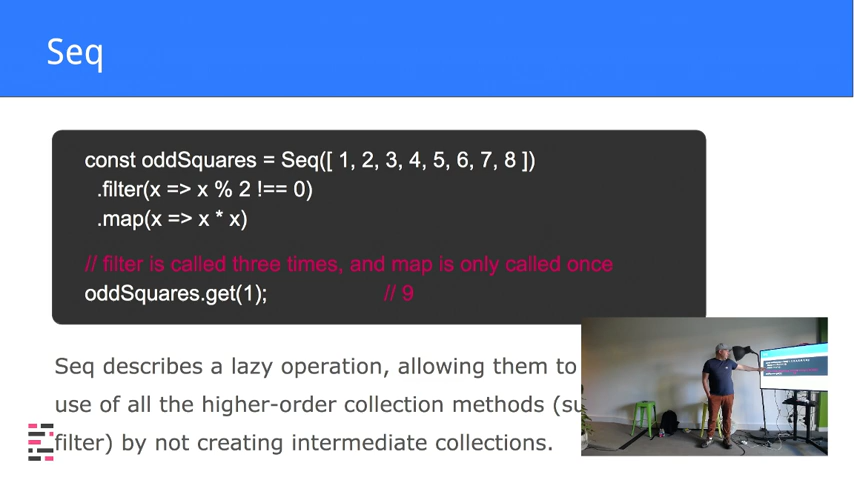 Seq
const oddSquares = Seq([ 1, 2, 3, 4, 5, 6, 7, 8 ])
.filter(x => x % 2 !== 0)
.map(x => x * x)
// filter is called three times, and map is only called once
oddSquares.get(1); // 9
Seq describes a lazy operation, allowing them to
use of all the higher-order collection methods (su
filter) by not creating intermediate collections.